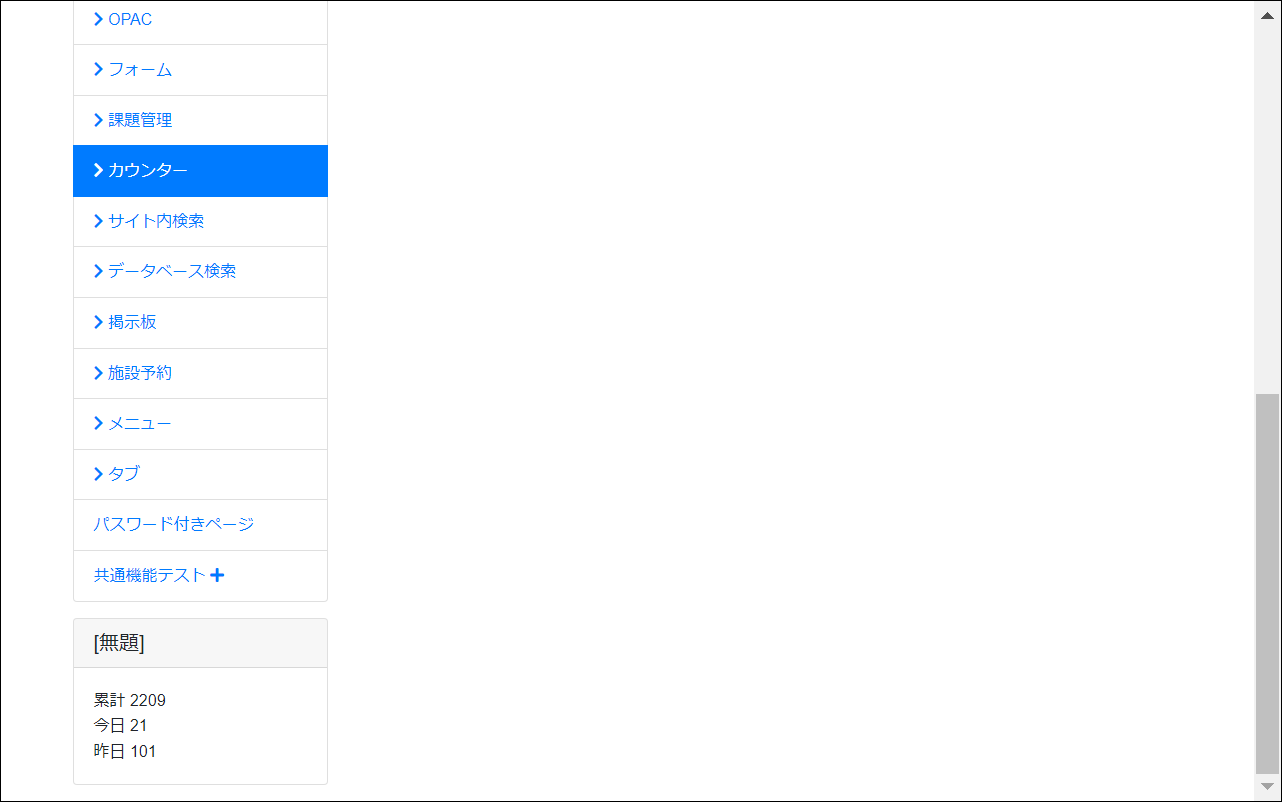 OPAC
フォーム
課題管理
カウンター
サイト内検索
データベース検索
掲示板
施設予約
メニュー
タブ
パスワード付きページ
共通機能テスト
[無題]
累計 2209
今日 21
昨日 101